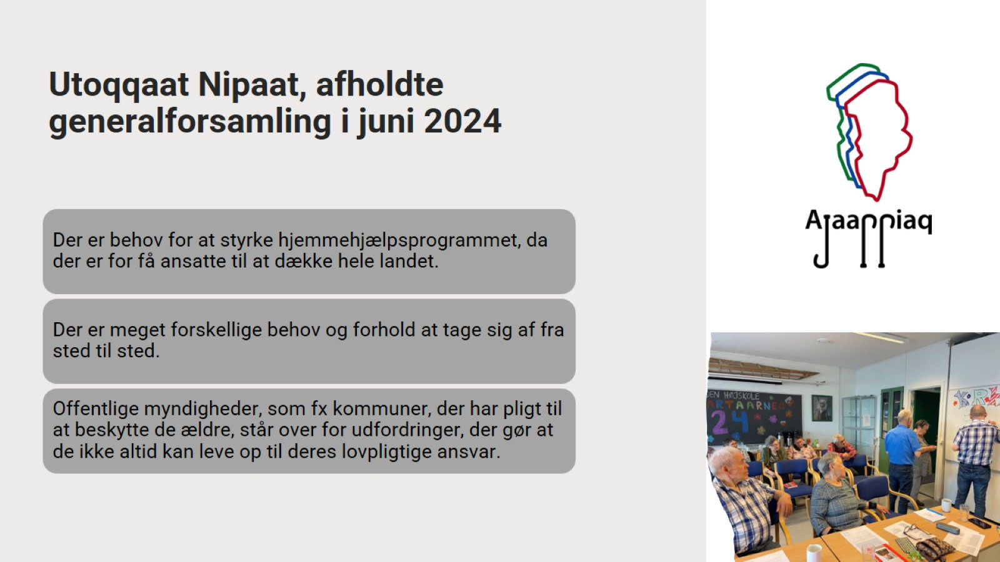 Utoqqaat Nipaat, afholdte
generalforsamling i juni 2024
Der er behov for at styrke hjemmehjælpsprogrammet, da
der er for få ansatte til at dække hele landet.
Der er meget forskellige behov og forhold at tage sig af fra
sted til sted.
Offentlige myndigheder, som fx kommuner, der har pligt til
at beskytte de ældre, står over for udfordringer, der gør at
de ikke altid kan leve op til deres lovpligtige ansvar.
Ajaappiaq
SEN HØJSKOLE
ARTAARNEQ
24